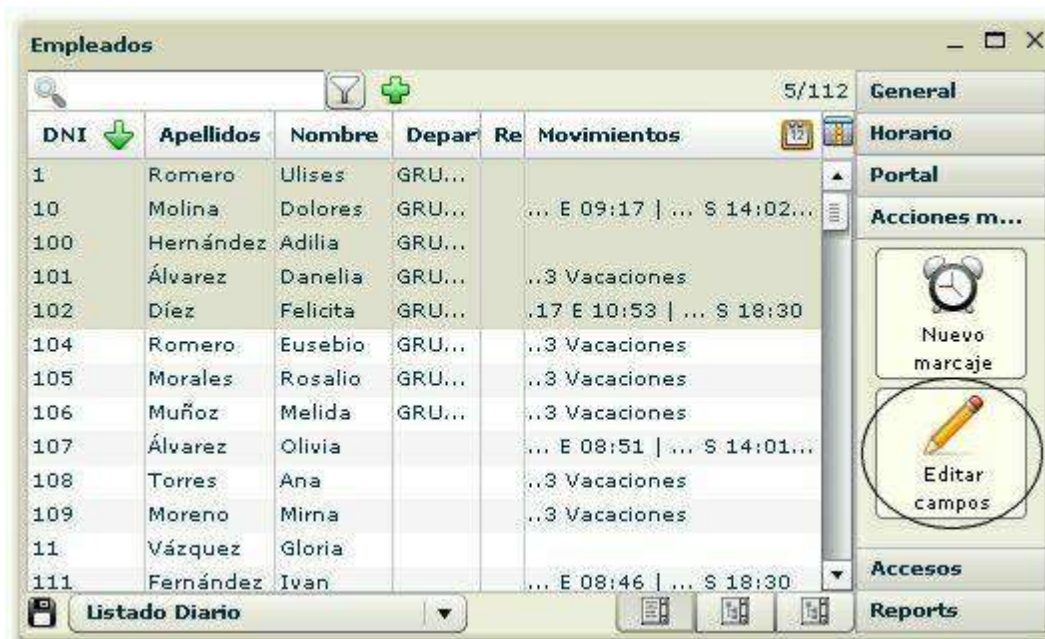 Empleados
5/112
DNI Apellidos Nombre Depar Re Movimientos 12
1 Romero Ulises GRU...
10 Molina Dolores GRU... ... E 09:17 | ... S 14:02...
100 Hernández Adilia GRU...
101 Álvarez Danelia GRU... ..3 Vacaciones
102 Díez Felicita GRU... .17 E 10:53 | ... S 18:30
104 Romero Eusebio GRU... ..3 Vacaciones
105 Morales Rosalio GRU... ..3 Vacaciones
106 Muñoz Melida GRU... ..3 Vacaciones
107 Álvarez Olivia ... E 08:51 | ... S 14:01...
108 Torres Ana ..3 Vacaciones
109 Moreno Mirna ..3 Vacaciones
11 Vázquez Gloria
111 Fernández Ivan ... E 08:46 | ... S 18:30
Listado Diario
General
Horario
Portal
Acciones m...
Nuevo
marcaje
Editar
campos
Accesos
Reports